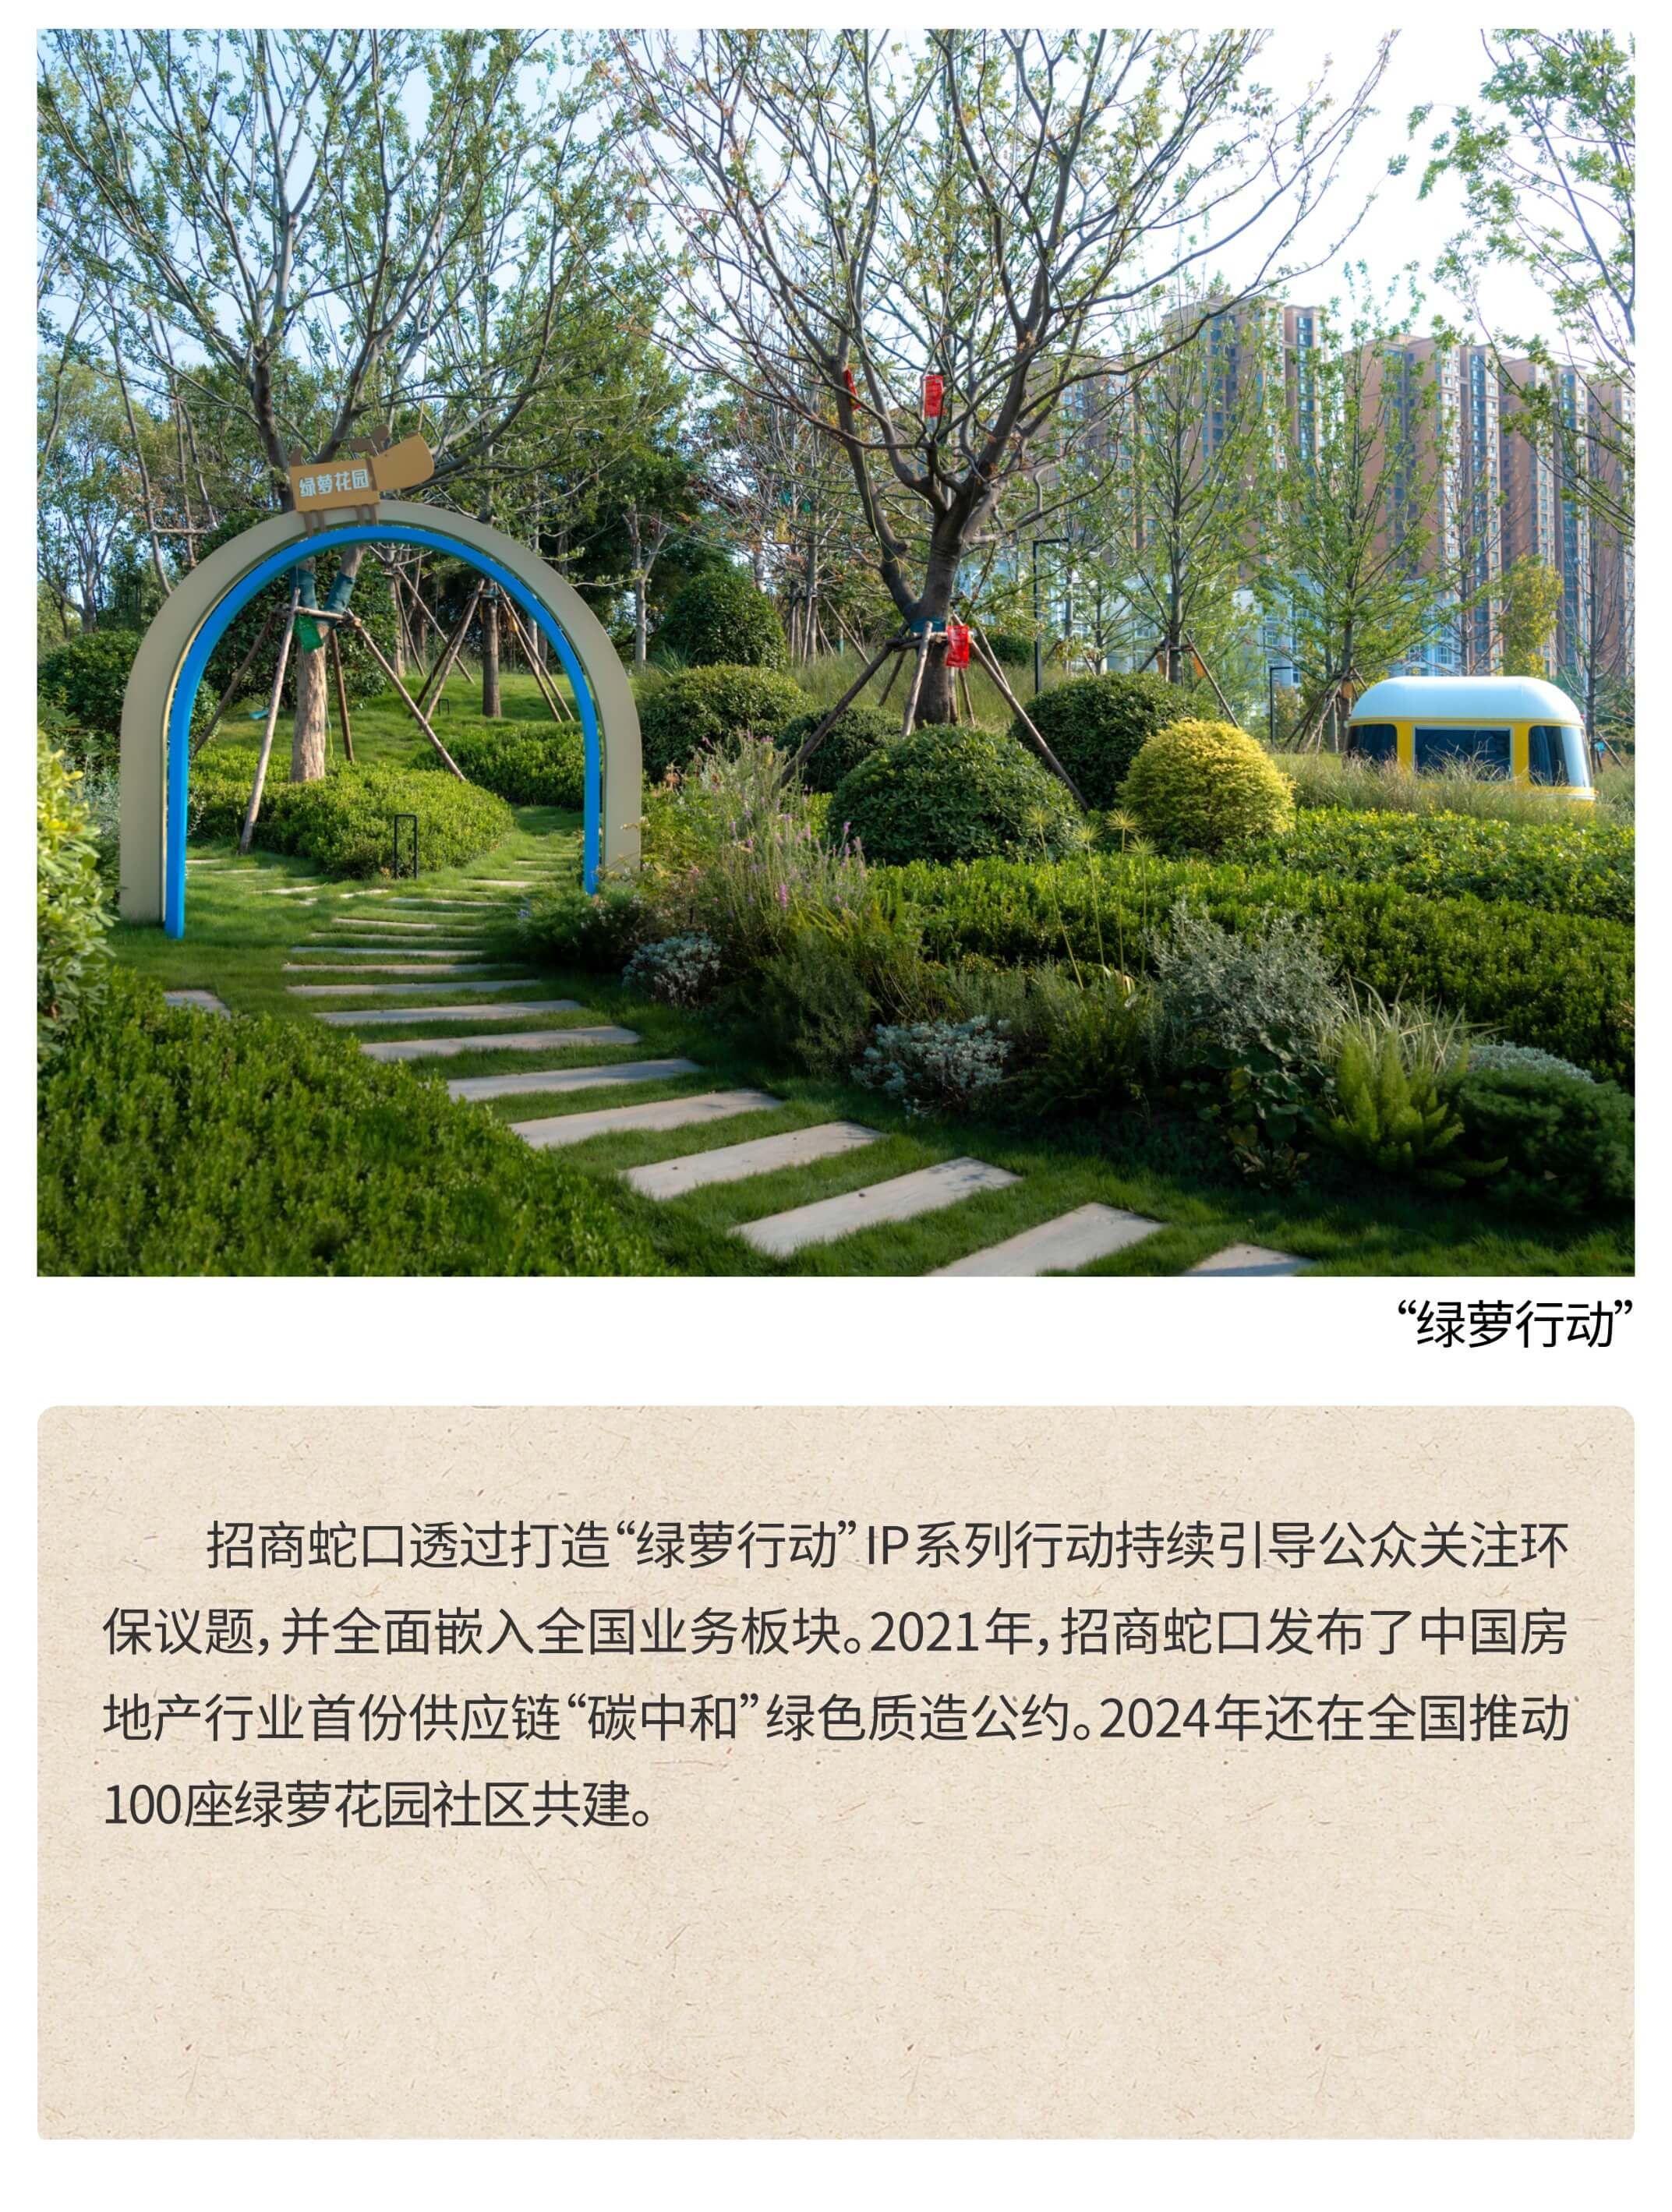 绿萝花园
“绿萝行动”
招商蛇口透过打造“绿萝行动”IP系列行动持续引导公众关注环
保议题，并全面嵌入全国业务板块。2021年，招商蛇口发布了中国房
地产行业首份供应链“碳中和”绿色质造公约。2024年还在全国推动
100座绿萝花园社区共建。